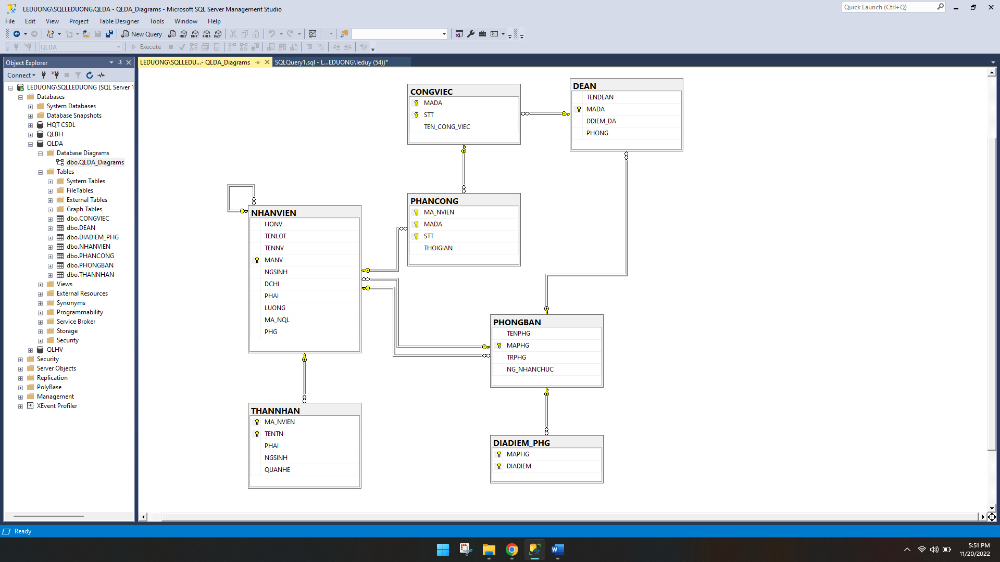 LEDUONG\SQLLEDUONG.QLDA - QLDA_Diagrams - Microsoft SQL Server Management Studio
Quick Launch (Ctrl+Q)
File Edit View Project Table Designer Tools Window Help
New Query MDX DMX XMLA DAX
QLDA Execute
Object Explorer
LEDUONG\SQLLEDU...- QLDA_Diagrams SQLQuery1.sql - L...EDUONG\leduy (54))*
Connect
LEDUONG\SQLLEDUONG (SQL Server 1
Databases
System Databases
Database Snapshots
HQT CSDL
QLBH
QLDA
Database Diagrams
dbo.QLDA_Diagrams
Tables
System Tables
FileTables
External Tables
Graph Tables
dbo.CONGVIEC
dbo.DEAN
dbo.DIADIEM_PHG
dbo.NHANVIEN
dbo.PHANCONG
dbo.PHONGBAN
dbo.THANNHAN
Views
External Resources
Synonyms
Programmability
Service Broker
Storage
Security
QLHV
Security
Server Objects
Replication
PolyBase
Management
XEvent Profiler
CONGVIEC
MADA
STT
TEN_CONG_VIEC
DEAN
TENDEAN
MADA
DDIEM_DA
PHONG
PHANCONG
MA_NVIEN
MADA
STT
THOIGIAN
NHANVIEN
HONV
TENLOT
TENNV
MANV
NGSINH
DCHI
PHAI
LUONG
MA_NQL
PHG
PHONGBAN
TENPHG
MAPHG
TRPHG
NG_NHANCHUC
THANNHAN
MA_NVIEN
TENTN
PHAI
NGSINH
QUANHE
DIADIEM_PHG
MAPHG
DIADIEM
Ready
5:51 PM
11/20/2022